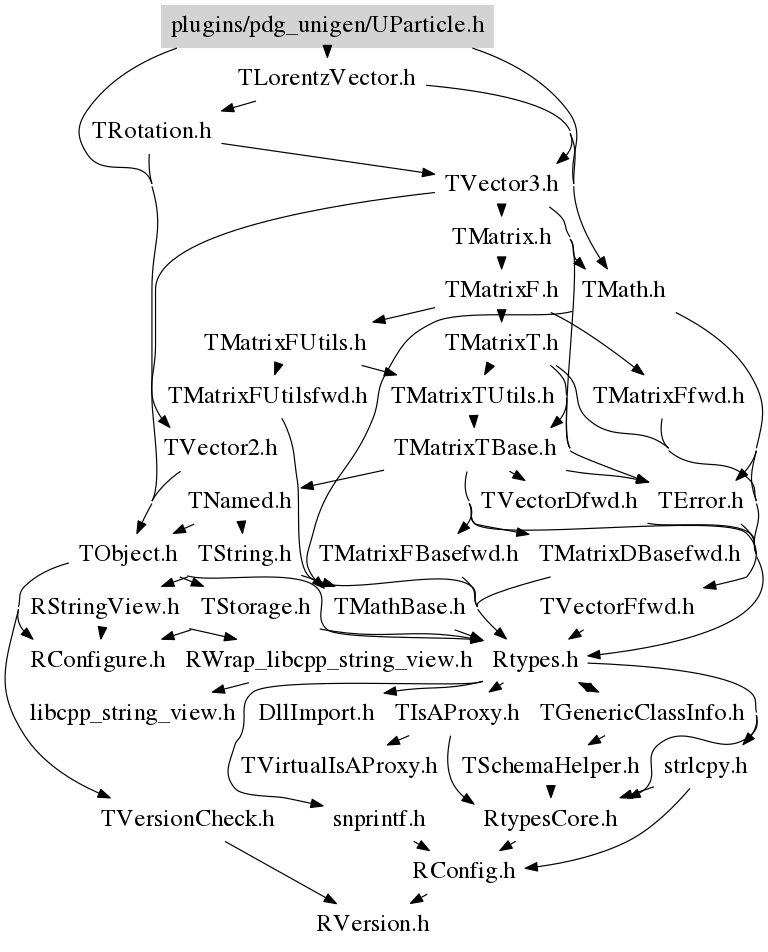 plugins/pdg_unigen/UParticle.h
TLorentzVector.h
TRotation.h
TVector3.h
TMatrix.h
TMatrixF.h
TMath.h
TMatrixFUtils.h
TMatrixT.h
TMatrixFUtilsfwd.h
TMatrixTUtils.h
TMatrixFfwd.h
TVector2.h
TMatrixTBase.h
TNamed.h
TVectorDfwd.h
TError.h
TObject.h
TString.h
TMatrixFBasefwd.h
TMatrixDBasefwd.h
RStringView.h
TStorage.h
TMathBase.h
TVectorFfwd.h
RConfigure.h
RWrap_libcpp_string_view.h
Rtypes.h
libcpp_string_view.h
DllImport.h
TIsAProxy.h
TGenericClassInfo.h
TVirtualIsAProxy.h
TSchemaHelper.h
strlcpy.h
TVersionCheck.h
snprintf.h
RtypesCore.h
RConfig.h
RVersion.h